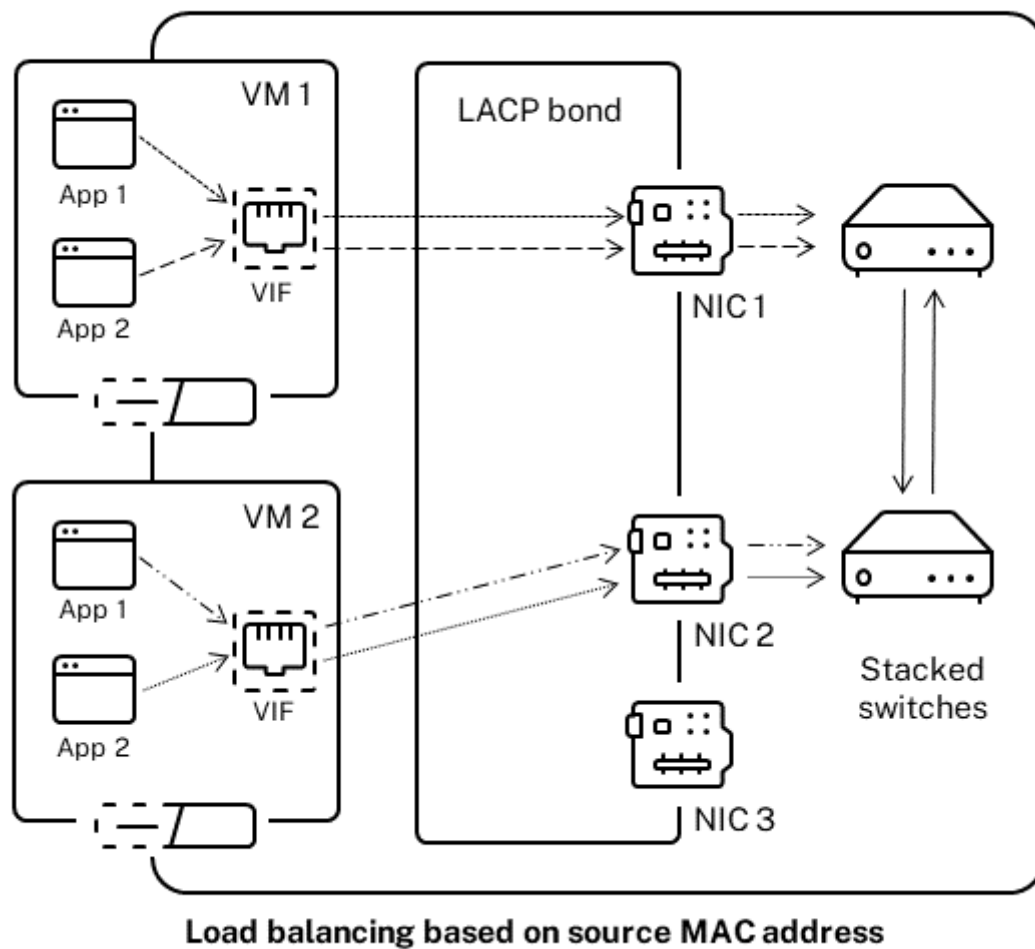 VM 1
App 1
App 2
VIF
LACP bond
NIC 1
VM 2
App 1
App 2
VIF
NIC 2
NIC 3
Stacked
switches
Load balancing based on source MAC address